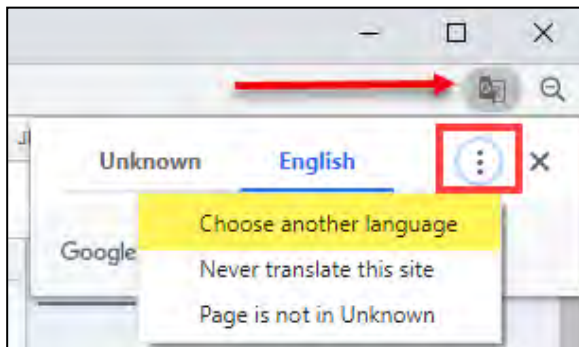 Unknown English
Choose another language
Google
Never translate this site
Page is not in Unknown